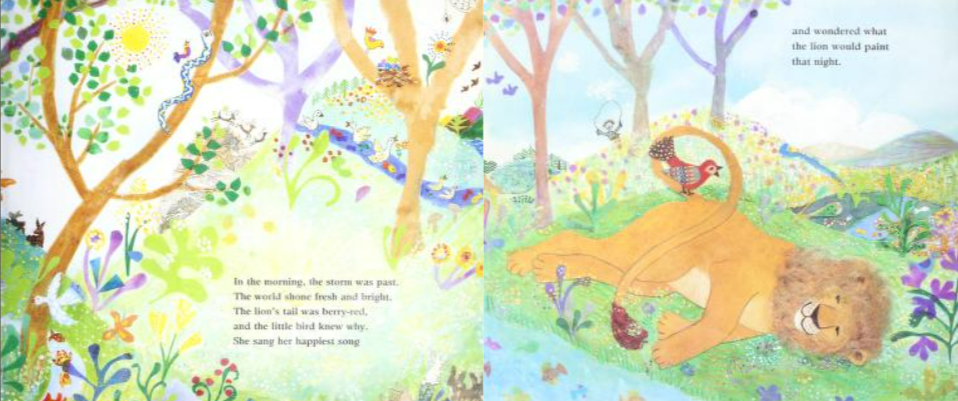 In the morning, the storm was past.
The world shone fresh and bright.
The lion's tail was berry-red,
and the little bird knew why.
She sang her happiest song
and wondered what
the lion would paint
that night.